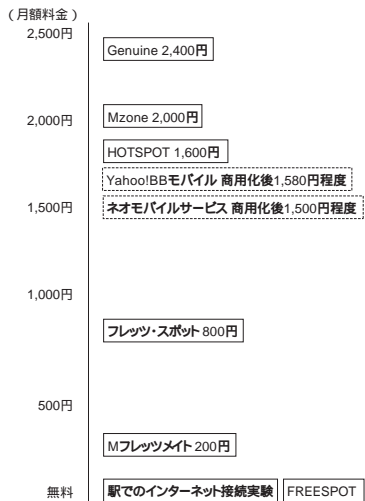 （月額料金）
2,500円
Genuine 2,400円
2,000円
Mzone 2,000円
HOTSPOT 1,600円
Yahoo!BBモバイル 商用化後1,580円程度
1,500円
ネオモバイルサービス 商用化後1,500円程度
1,000円
フレッツ・スポット 800円
500円
Mフレッツメイト 200円
無料
駅でのインターネット接続実験 FREESPOT